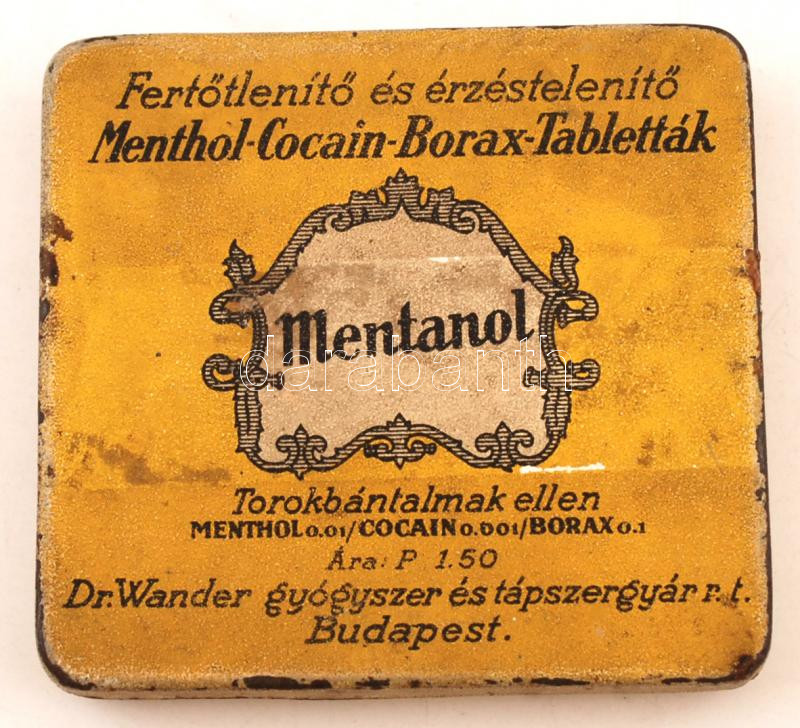 Fertőtlenítő és érzéstelenítő
Menthol-Cocain-Borax-Tabletták
Mentanol
darabanth
Torokbántalmak ellen
MENTHOL 0.01/COCAIN 0.001/BORAX 0.1
Ára: P 1.50
Dr. Wander gyógyszer és tápszergyár r. t.
Budapest.